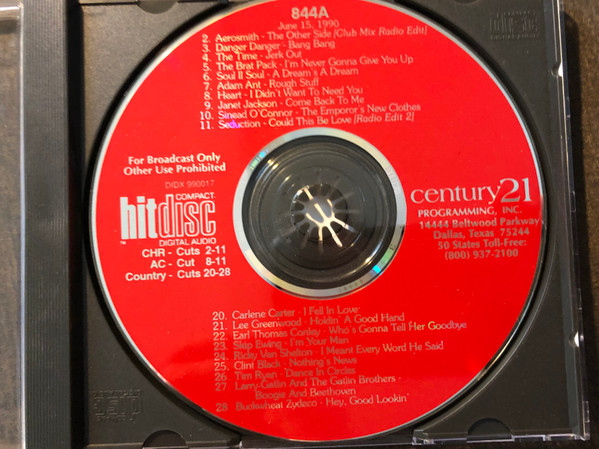 844A
June 15, 1990
2. Aerosmith - The Other Side [Club Mix Radio Edit]
3. Danger Danger - Bang Bang
4. The Time - Jerk Out
5. The Brat Pack - I'm Never Gonna Give You Up
6. Soul II Soul - A Dream's A Dream
7. Adam Ant - Rough Stuff
8. Heart - I Didn't Want To Need You
9. Janet Jackson - Come Back To Me
10. Sinead O'Connor - The Emporor's New Clothes
11. Seduction - Could This Be Love [Radio Edit 2]
For Broadcast Only
Other Use Prohibited
DIDX 990017
COMPACT
hitdisc
TM
DIGITAL AUDIO
CHR - Cuts 2-11
AC - Cut 8-11
Country - Cuts 20-28
century21
PROGRAMMING, INC.
14444 Beltwood Parkway
Dallas, Texas 75244
50 States Toll-Free:
(800) 937-2100
20. Carlene Carter - I Fell In Love
21. Lee Greenwood - Holdin' A Good Hand
22. Earl Thomas Conley - Who's Gonna Tell Her Goodbye
23. Skip Ewing - I'm Your Man
24. Ricky Van Shelton - I Meant Every Word He Said
25. Clint Black - Nothing's News
26 Tim Ryan - Dance In Circles
27 Larry Gatlin And The Gatlin Brothers -
Boogie And Beethoven
28 Buckwheat Zydeco - Hey, Good Lookin'